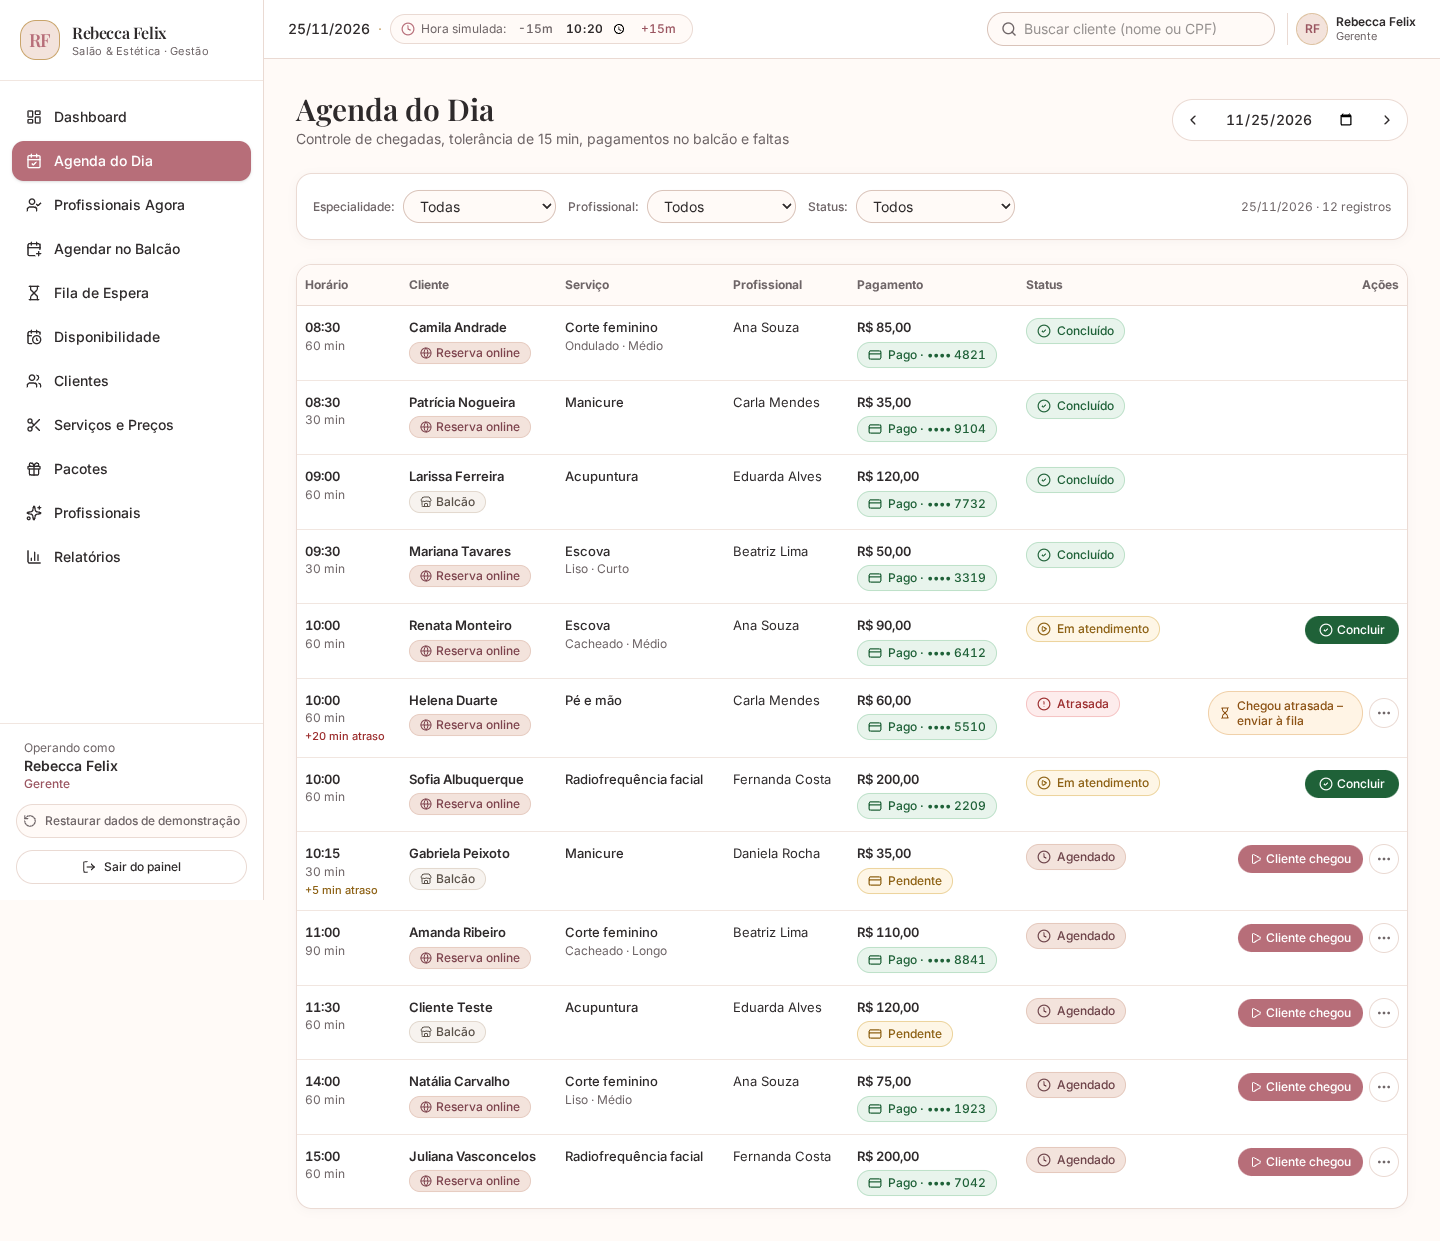 RF
Rebecca Felix
Salão & Estética · Gestão
Dashboard
Agenda do Dia
Profissionais Agora
Agendar no Balcão
Fila de Espera
Disponibilidade
Clientes
Serviços e Preços
Pacotes
Profissionais
Relatórios
Operando como
Rebecca Felix
Gerente
Restaurar dados de demonstração
Sair do painel
25/11/2026 · Hora simulada: -15m 10:20 +15m
Buscar cliente (nome ou CPF)
RF
Rebecca Felix
Gerente
Agenda do Dia
Controle de chegadas, tolerância de 15 min, pagamentos no balcão e faltas
11/25/2026
Especialidade: Todas Profissional: Todos Status: Todos 25/11/2026 · 12 registros
Horário Cliente Serviço Profissional Pagamento Status Ações
08:30 Camila Andrade Corte feminino Ana Souza R$ 85,00 Concluído
60 min Reserva online Ondulado · Médio Pago · •••• 4821
08:30 Patrícia Nogueira Manicure Carla Mendes R$ 35,00 Concluído
30 min Reserva online Pago · •••• 9104
09:00 Larissa Ferreira Acupuntura Eduarda Alves R$ 120,00 Concluído
60 min Balcão Pago · •••• 7732
09:30 Mariana Tavares Escova Beatriz Lima R$ 50,00 Concluído
30 min Reserva online Liso · Curto Pago · •••• 3319
10:00 Renata Monteiro Escova Ana Souza R$ 90,00 Em atendimento Concluir
60 min Reserva online Cacheado · Médio Pago · •••• 6412
10:00 Helena Duarte Pé e mão Carla Mendes R$ 60,00 Atrasada Chegou atrasada –
60 min Reserva online Pago · •••• 5510 enviar à fila
+20 min atraso
10:00 Sofia Albuquerque Radiofrequência facial Fernanda Costa R$ 200,00 Em atendimento Concluir
60 min Reserva online Pago · •••• 2209
10:15 Gabriela Peixoto Manicure Daniela Rocha R$ 35,00 Agendado Cliente chegou
30 min Balcão Pendente
+5 min atraso
11:00 Amanda Ribeiro Corte feminino Beatriz Lima R$ 110,00 Agendado Cliente chegou
90 min Reserva online Cacheado · Longo Pago · •••• 8841
11:30 Cliente Teste Acupuntura Eduarda Alves R$ 120,00 Agendado Cliente chegou
60 min Balcão Pendente
14:00 Natália Carvalho Corte feminino Ana Souza R$ 75,00 Agendado Cliente chegou
60 min Reserva online Liso · Médio Pago · •••• 1923
15:00 Juliana Vasconcelos Radiofrequência facial Fernanda Costa R$ 200,00 Agendado Cliente chegou
60 min Reserva online Pago · •••• 7042